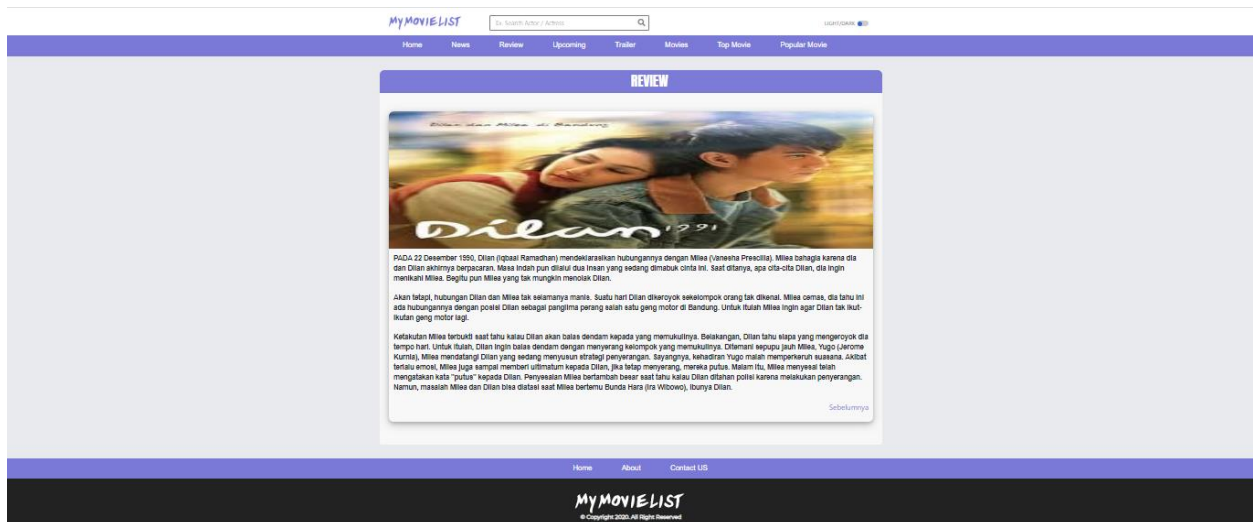 MYMOVIELIST
Ex. Search Actor / Actress
LIGHT/DARK
Home News Review Upcoming Trailer Movies Top Movie Popular Movie
REVIEW
Dilan dan Milea di Bandung
Dilan 1991
PADA 22 Desember 1990, Dilan (Iqbaal Ramadhan) mendeklarasikan hubungannya dengan Milea (Vanesha Prescilla). Milea bahagia karena dia
dan Dilan akhirnya berpacaran. Masa indah pun dilalui dua insan yang sedang dimabuk cinta ini. Saat ditanya, apa cita-cita Dilan, dia ingin
menikahi Milea. Begitu pun Milea yang tak mungkin menolak Dilan.
Akan tetapi, hubungan Dilan dan Milea tak selamanya manis. Suatu hari Dilan dikeroyok sekelompok orang tak dikenal. Milea cemas, dia tahu ini
ada hubungannya dengan posisi Dilan sebagai panglima perang salah satu geng motor di Bandung. Untuk itulah Milea ingin agar Dilan tak ikut-
ikutan geng motor lagi.
Ketakutan Milea terbukti saat tahu kalau Dilan akan balas dendam kepada yang memukulinya. Belakangan, Dilan tahu siapa yang mengeroyok dia
tempo hari. Untuk itulah, Dilan ingin balas dendam dengan menyerang kelompok yang memukulinya. Ditemani sepupu jauh Milea, Yugo (Jerome
Kurnia), Milea mendatangi Dilan yang sedang menyusun strategi penyerangan. Sayangnya, kehadiran Yugo malah memperkeruh suasana. Akibat
terlalu emosi, Milea juga sampai memberi ultimatum kepada Dilan, jika tetap menyerang, mereka putus. Malam itu, Milea menyesal telah
mengatakan kata "putus" kepada Dilan. Penyesalan Milea bertambah besar saat tahu kalau Dilan ditahan polisi karena melakukan penyerangan.
Namun, masalah Milea dan Dilan bisa diatasi saat Milea bertemu Bunda Hara (Ira Wibowo), ibunya Dilan.
Sebelumnya
Home About Contact US
MYMOVIELIST
© Copyright 2020. All Right Reserved